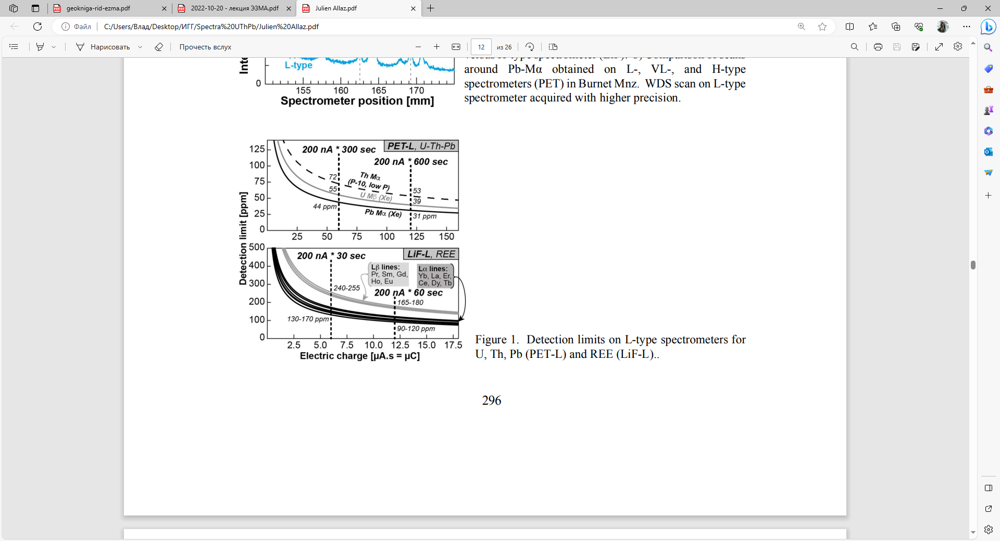 geokniga-rid-ezma.pdf
2022-10-20 - лекция ЭЗМА.pdf
Julien Allaz.pdf
Файл
C:/Users/Влад/Desktop/ИГГ/Spectra%20UThPb/Julien%20Allaz.pdf
Нарисовать
Прочесть вслух
12
из 26
L-type
0
155 160 165 170
Spectrometer position [mm]
around Pb-Mα obtained on L-, VL-, and H-type
spectrometers (PET) in Burnet Mnz. WDS scan on L-type
spectrometer acquired with higher precision.
Detection limit [ppm]
125
100
75
50
25
0
PET-L, U-Th-Pb
200 nA * 300 sec
200 nA * 600 sec
Th Mα
(P-10, low P)
U Mβ (Xe)
Pb Mα (Xe)
72
55
44 ppm
53
39
31 ppm
25 50 75 100 125 150
500
400
300
200
100
0
LiF-L, REE
200 nA * 30 sec
Lβ lines:
Pr, Sm, Gd,
Ho, Eu
Lα lines:
Yb, La, Er,
Ce, Dy, Tb
240-255
200 nA * 60 sec
165-180
130-170 ppm
90-120 ppm
2.5 5.0 7.5 10.0 12.5 15.0 17.5
Electric charge [µA.s = µC]
Figure 1. Detection limits on L-type spectrometers for
U, Th, Pb (PET-L) and REE (LiF-L)..
296